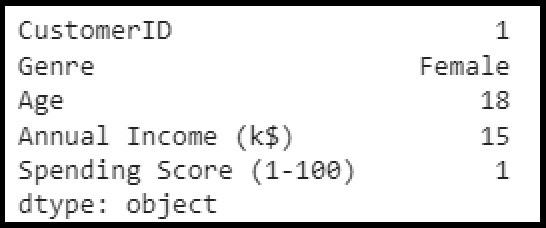 CustomerID 1
Genre Female
Age 18
Annual Income (k$) 15
Spending Score (1-100) 1
dtype: object